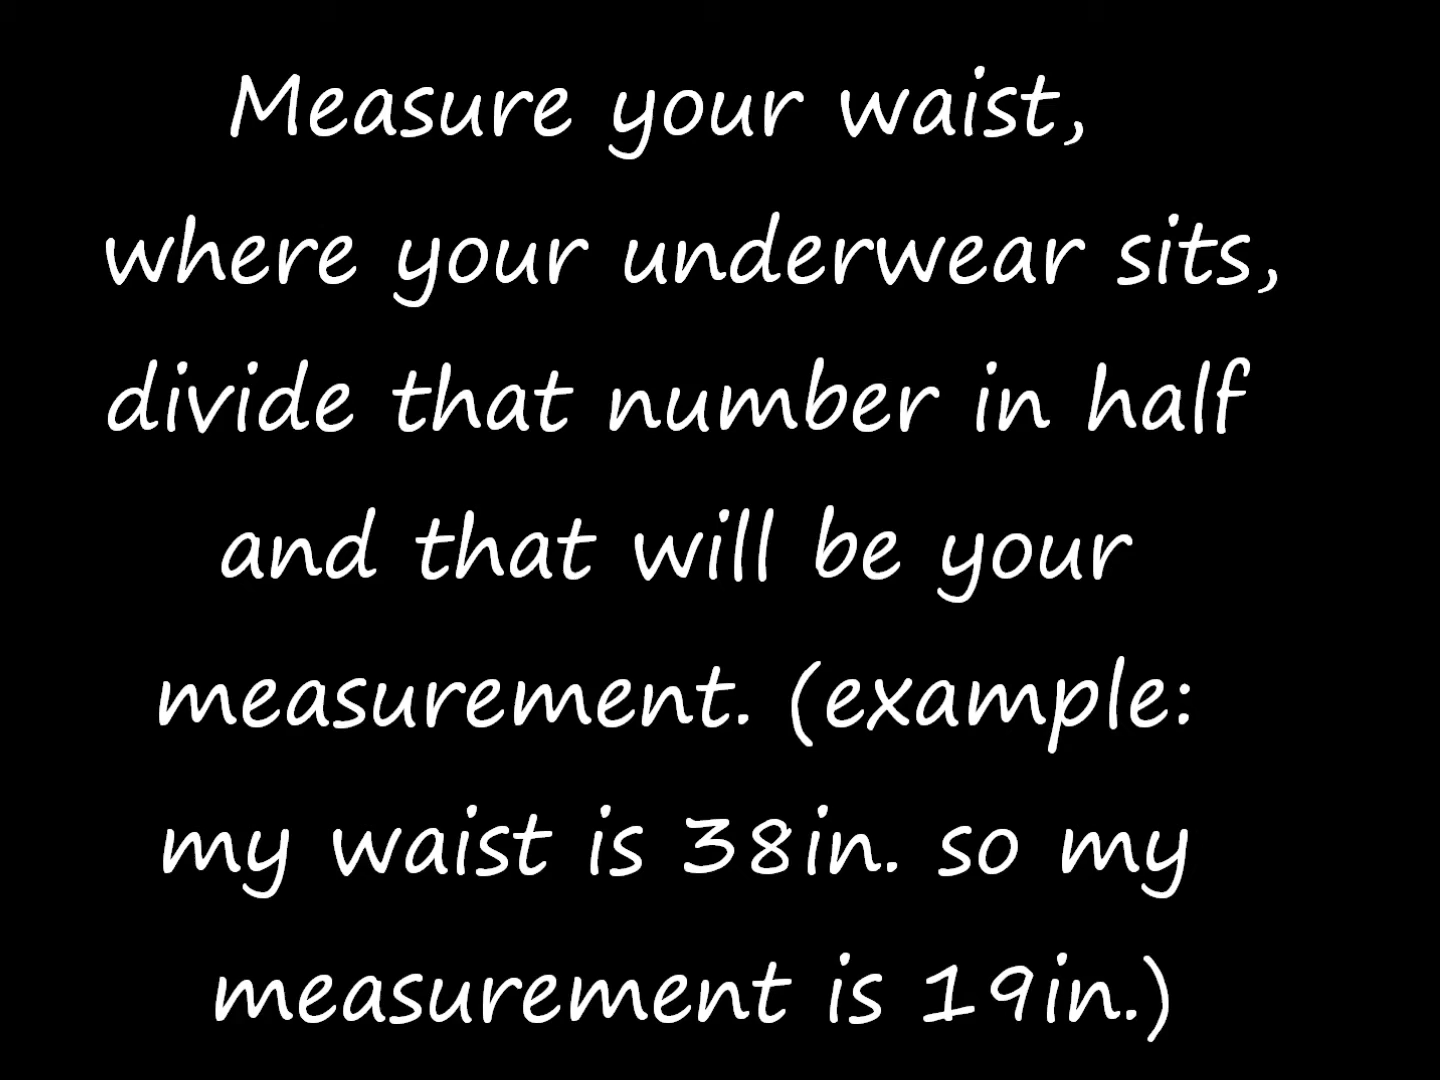 Measure your waist,
where your underwear sits,
divide that number in half
and that will be your
measurement. (example:
my waist is 38in. so my
measurement is 19in.)